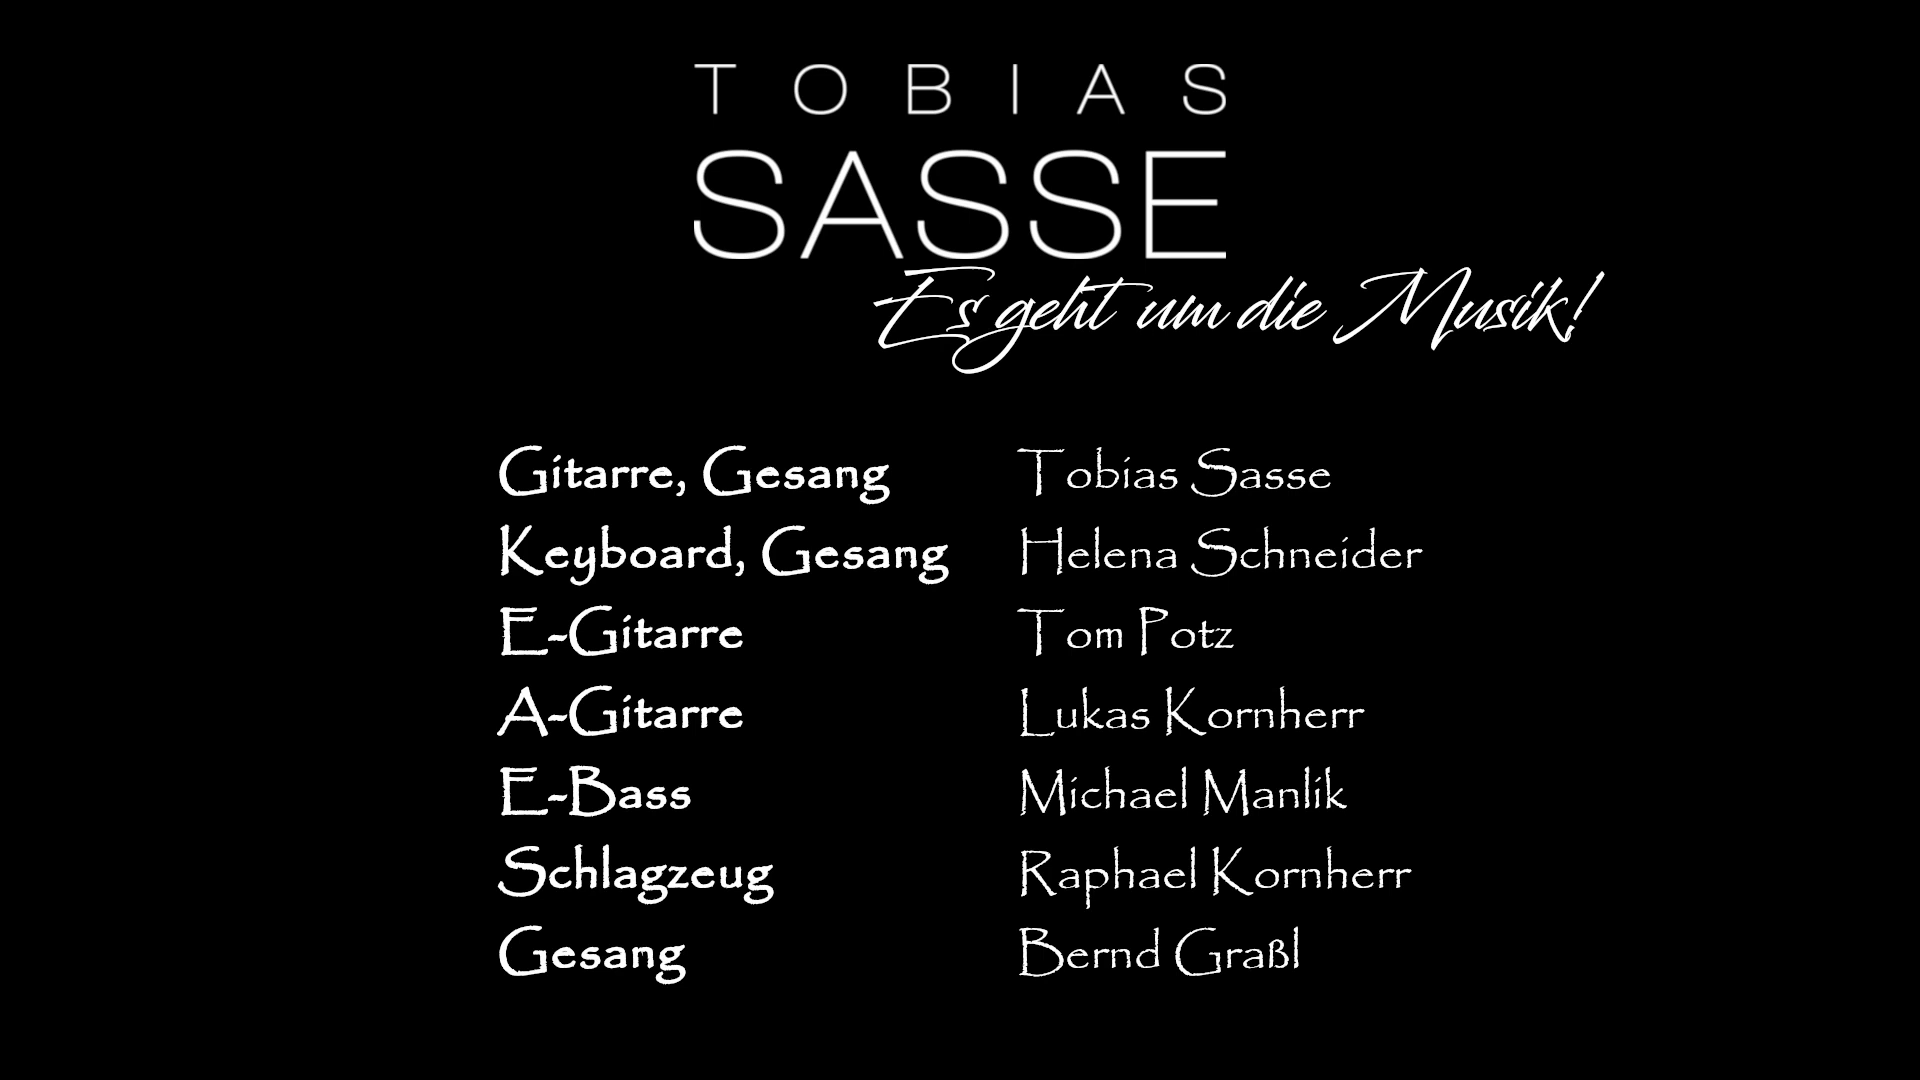 TOBIAS
SASSE
Es geht um die Musik!
Gitarre, Gesang Tobias Sasse
Keyboard, Gesang Helena Schneider
E-Gitarre Tom Potz
A-Gitarre Lukas Kornherr
E-Bass Michael Manlik
Schlagzeug Raphael Kornherr
Gesang Bernd Graßl